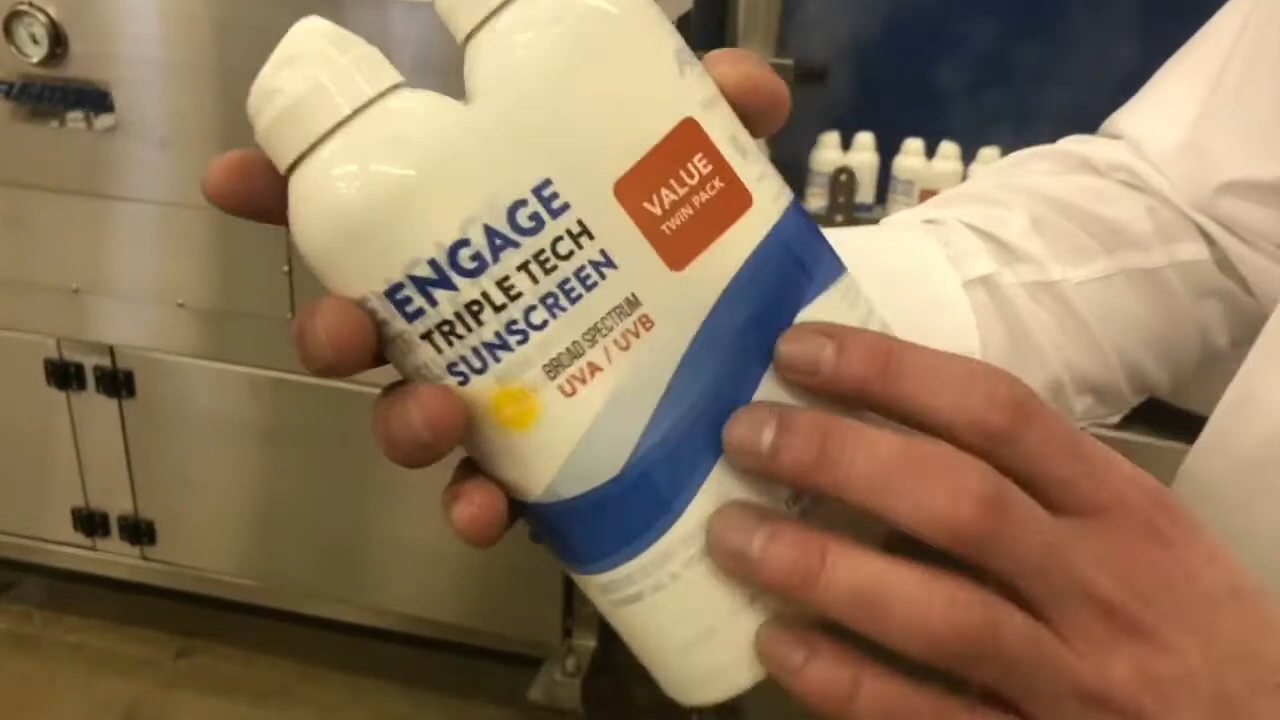 ENGAGE
TRIPLE TECH
SUNSCREEN
BROAD SPECTRUM
UVA / UVB
VALUE
TWIN PACK